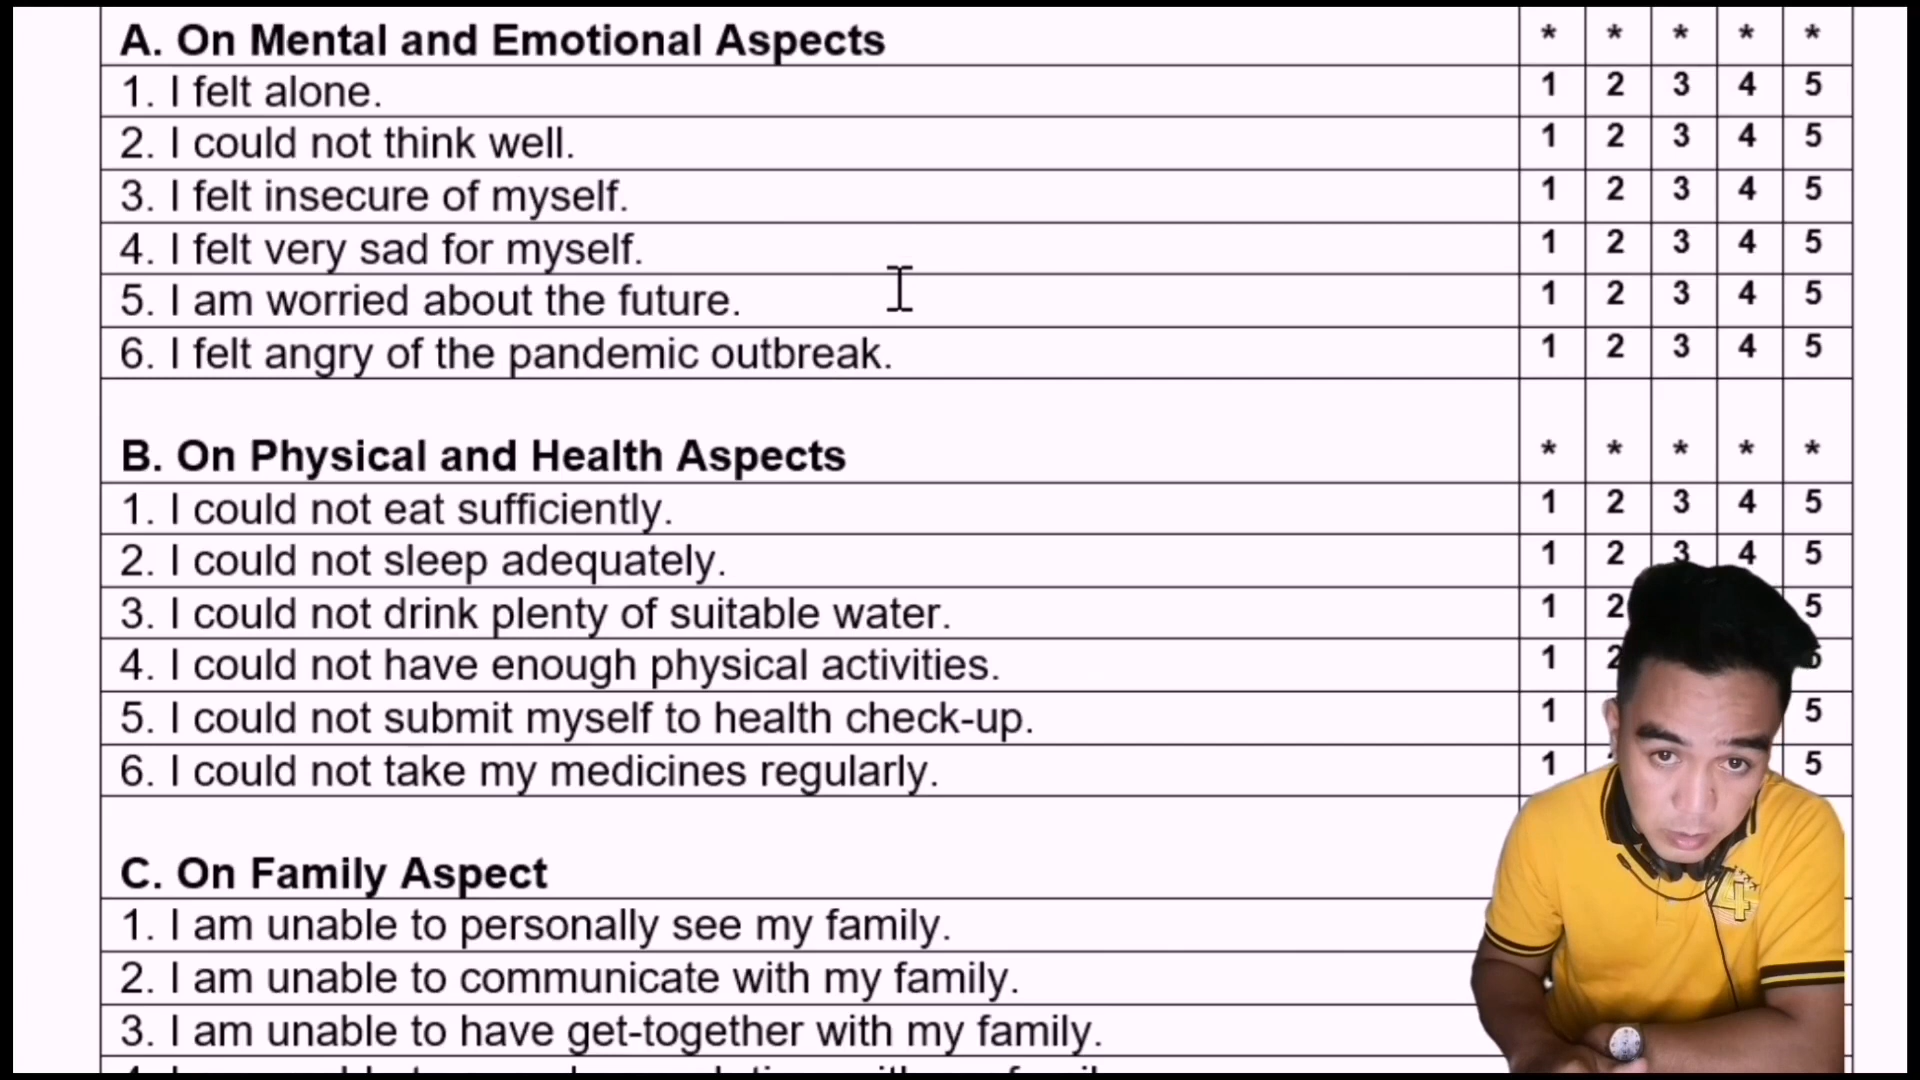 A. On Mental and Emotional Aspects * * * * *
1. I felt alone. 1 2 3 4 5
2. I could not think well. 1 2 3 4 5
3. I felt insecure of myself. 1 2 3 4 5
4. I felt very sad for myself. 1 2 3 4 5
5. I am worried about the future. 1 2 3 4 5
6. I felt angry of the pandemic outbreak. 1 2 3 4 5
B. On Physical and Health Aspects * * * * *
1. I could not eat sufficiently. 1 2 3 4 5
2. I could not sleep adequately. 1 2 3 4 5
3. I could not drink plenty of suitable water. 1 2 5
4. I could not have enough physical activities. 1 2 5
5. I could not submit myself to health check-up. 1 5
6. I could not take my medicines regularly. 1 5
C. On Family Aspect
1. I am unable to personally see my family.
2. I am unable to communicate with my family.
3. I am unable to have get-together with my family.
4